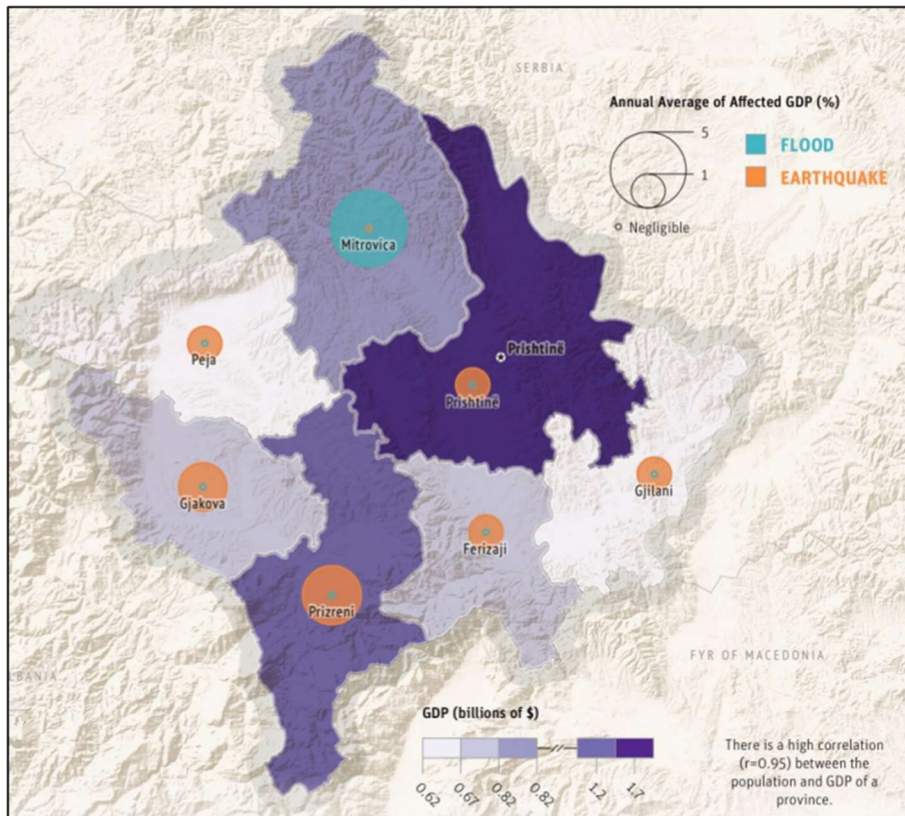 SERBIA
Annual Average of Affected GDP (%)
5
1
Negligible
FLOOD
EARTHQUAKE
Mitrovica
Peja
Prishtinë
Prishtinë
Gjakova
Gjilani
Ferizaji
Prizreni
FYR OF MACEDONIA
LBANIA
GDP (billions of $)
0.62
0.67
0.82
0.82
1.2
1.7
There is a high correlation
(r=0.95) between the
population and GDP of a
province.